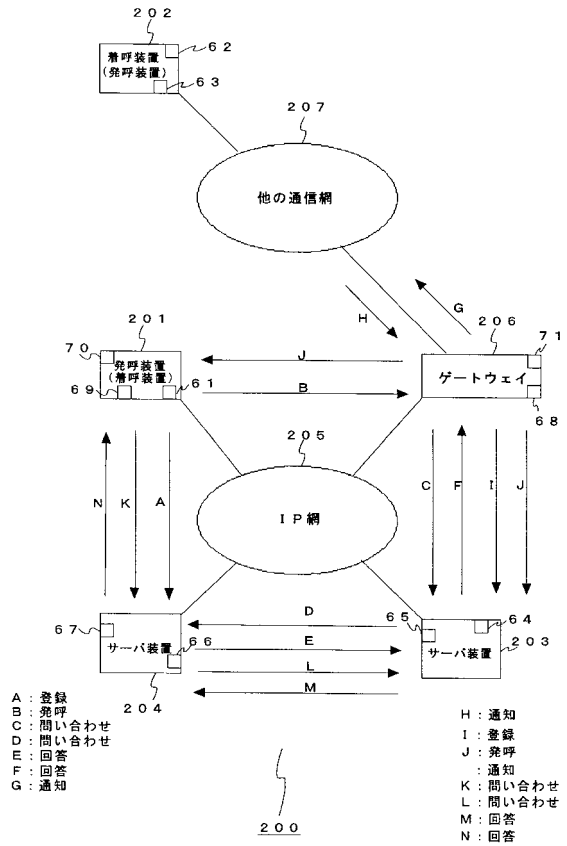 202
62
着呼装置
(発呼装置)
63
207
他の通信網
G
H
201
206
71
70
J
発呼装置
(着呼装置)
ゲートウェイ
69
61
B
68
205
N
K
A
C
F
I
J
IP網
D
65
64
67
66
サーバ装置
E
サーバ装置
203
L
204
M
A:登録
B:発呼
C:問い合わせ
D:問い合わせ
E:回答
F:回答
G:通知
H:通知
I:登録
J:発呼
:通知
K:問い合わせ
L:問い合わせ
M:回答
N:回答
200